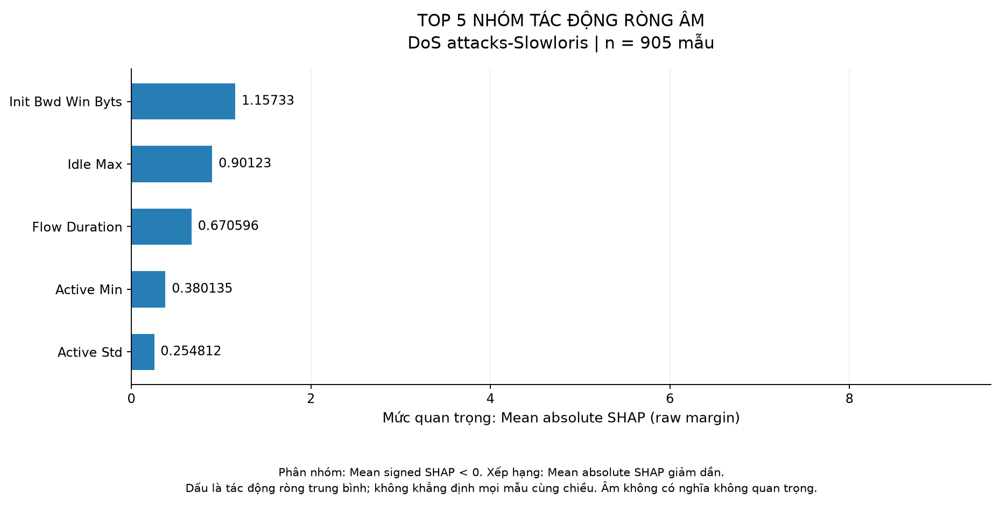 TOP 5 NHÓM TÁC ĐỘNG RÒNG ÂM
DoS attacks-Slowloris | n = 905 mẫu
Init Bwd Win Byts
1.15733
Idle Max
0.90123
Flow Duration
0.670596
Active Min
0.380135
Active Std
0.254812
0 2 4 6 8
Mức quan trọng: Mean absolute SHAP (raw margin)
Phân nhóm: Mean signed SHAP < 0. Xếp hạng: Mean absolute SHAP giảm dần.
Dấu là tác động ròng trung bình; không khẳng định mọi mẫu cùng chiều. Âm không có nghĩa không quan trọng.